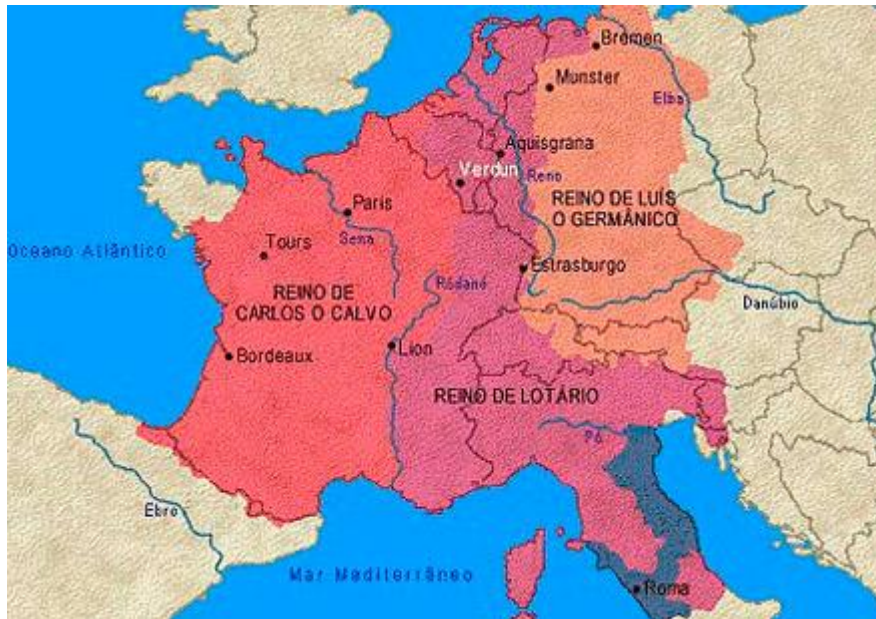 Bremen
Munster
Elba
Aquisgrana
Verdun
Reno
REINO DE LUÍS
O GERMÂNICO
Paris
Sena
Tours
Oceano Atlântico
Estrasburgo
Ródano
REINO DE
CARLOS O CALVO
Danúbio
Lion
Bordeaux
REINO DE LOTÁRIO
Pó
Ebro
Mar Mediterrâneo
Roma